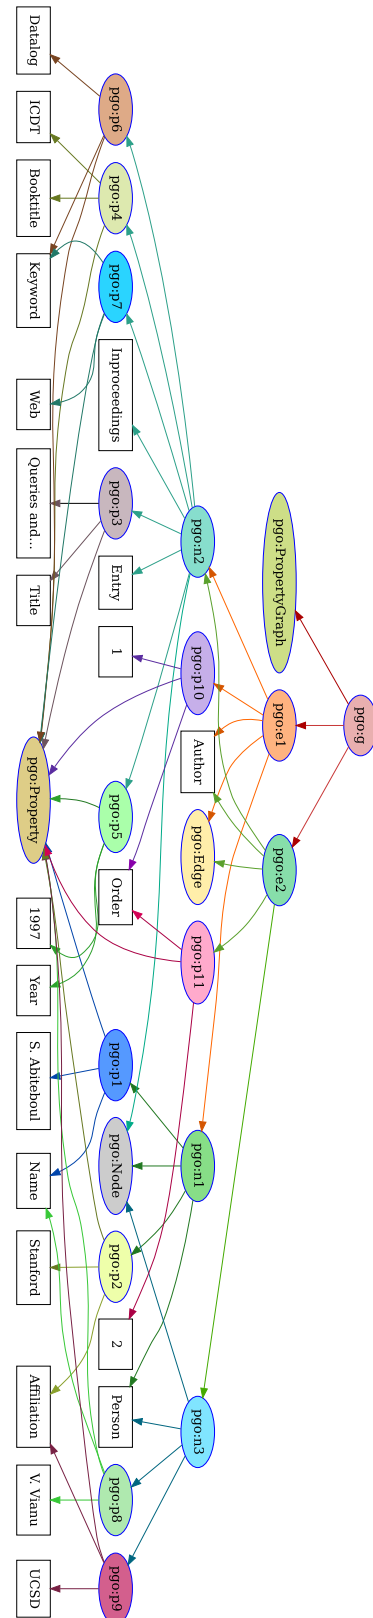 pgo:g
pgo:PropertyGraph
pgo:e1
pgo:e2
pgo:n2
pgo:p10
Author
pgo:Edge
pgo:p11
pgo:n1
pgo:n3
pgo:p6
pgo:p4
pgo:p7
Inproceedings
pgo:p3
Entry
1
pgo:p5
Order
pgo:p1
pgo:Node
pgo:p2
2
Person
pgo:p8
pgo:p9
Datalog
ICDT
Booktitle
Keyword
Web
Queries and...
Title
pgo:Property
1997
Year
S. Abiteboul
Name
Stanford
Affiliation
V. Vianu
UCSD